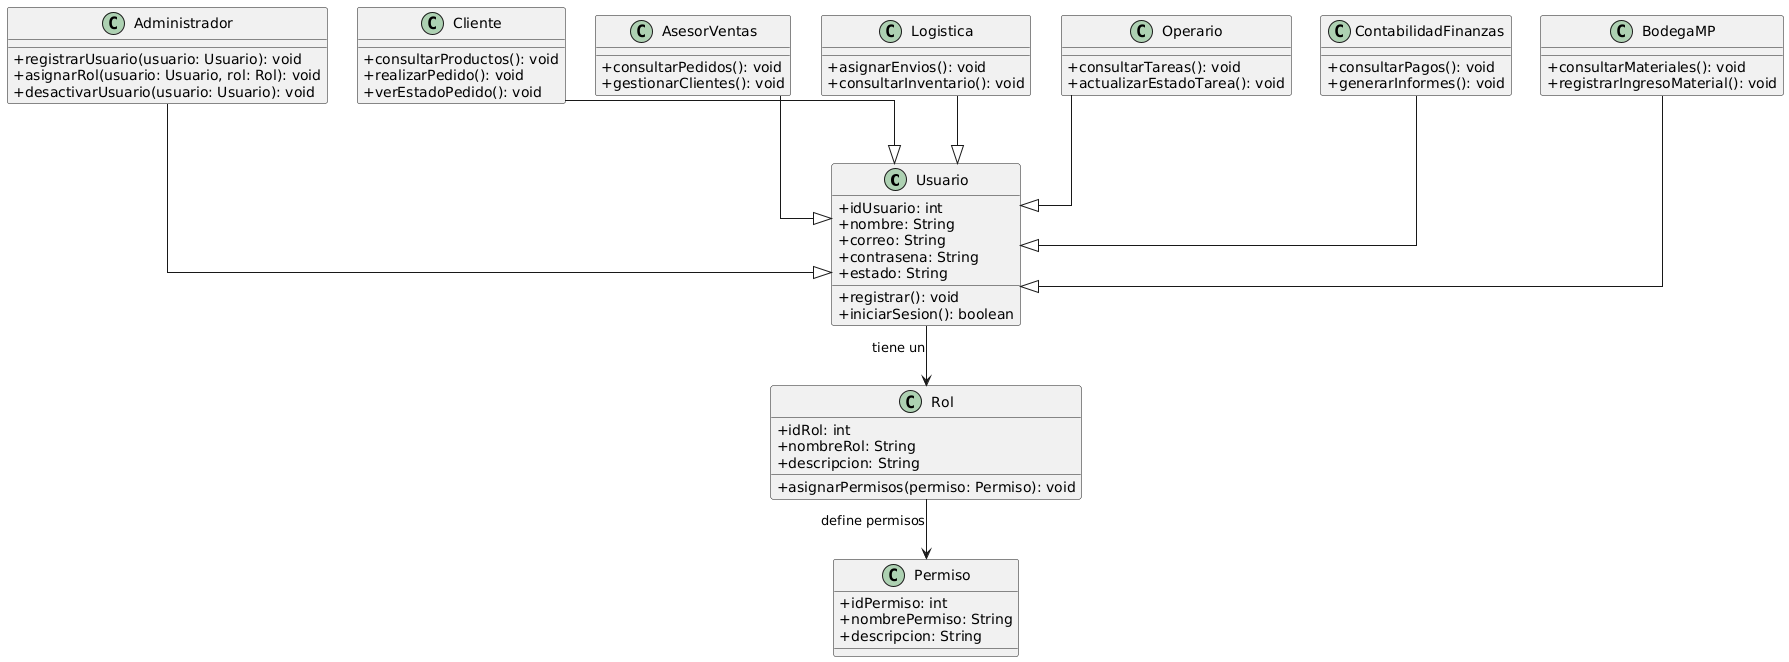 C Administrador
+registrarUsuario(usuario: Usuario): void
+asignarRol(usuario: Usuario, rol: Rol): void
+desactivarUsuario(usuario: Usuario): void
C Cliente
+consultarProductos(): void
+realizarPedido(): void
+verEstadoPedido(): void
C AsesorVentas
+consultarPedidos(): void
+gestionarClientes(): void
C Logistica
+asignarEnvios(): void
+consultarInventario(): void
C Operario
+consultarTareas(): void
+actualizarEstadoTarea(): void
C ContabilidadFinanzas
+consultarPagos(): void
+generarInformes(): void
C BodegaMP
+consultarMateriales(): void
+registrarIngresoMaterial(): void
C Usuario
+idUsuario: int
+nombre: String
+correo: String
+contrasena: String
+estado: String
+registrar(): void
+iniciarSesion(): boolean
tiene un
C Rol
+idRol: int
+nombreRol: String
+descripcion: String
+asignarPermisos(permiso: Permiso): void
define permisos
C Permiso
+idPermiso: int
+nombrePermiso: String
+descripcion: String